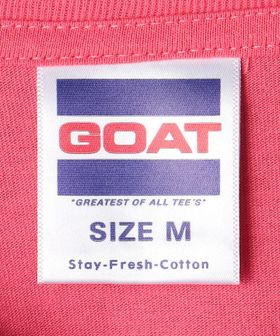 GOAT
"GREATEST OF ALL TEE'S"
SIZE M
Stay-Fresh-Cotton